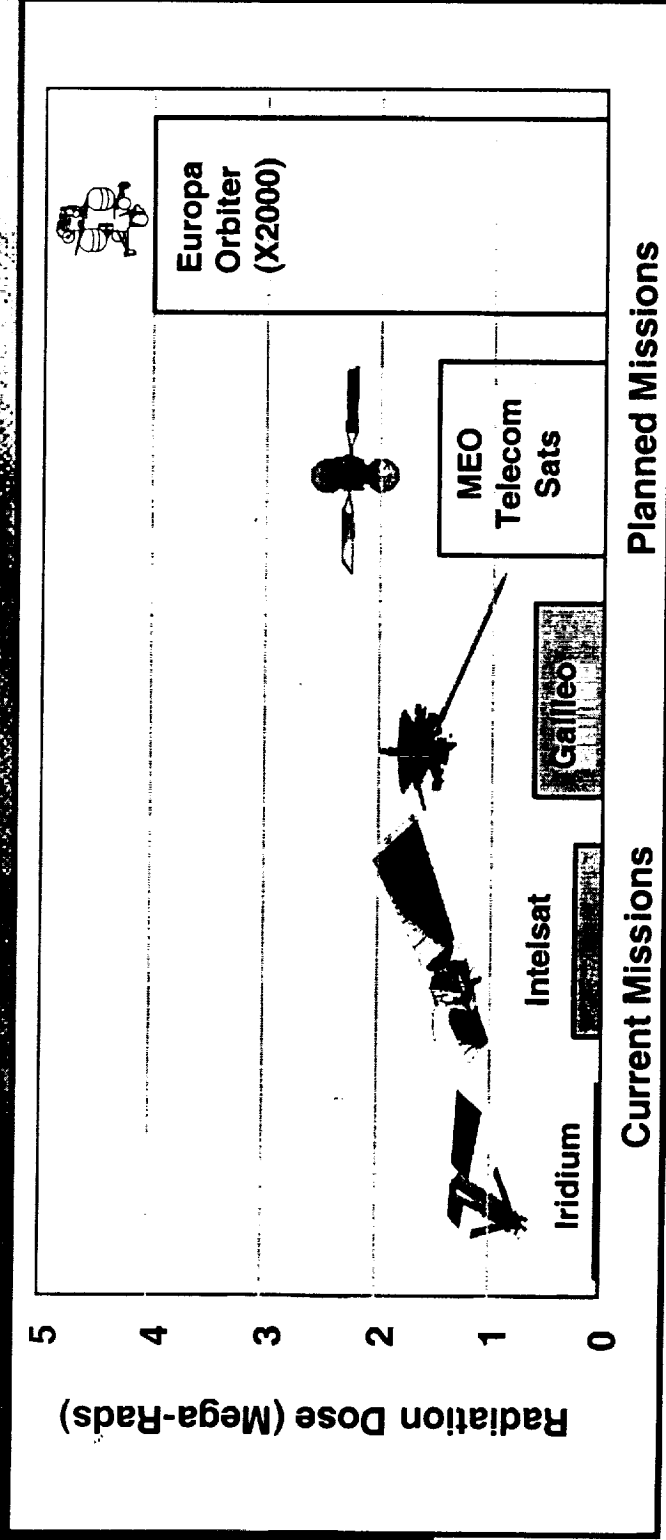 Radiation Dose (Mega-Rads)
5
4
3
2
1
0
Iridium
Intelsat
Galileo
MEO
Telecom
Sats
Europa
Orbiter
(X2000)
Current Missions
Planned Missions